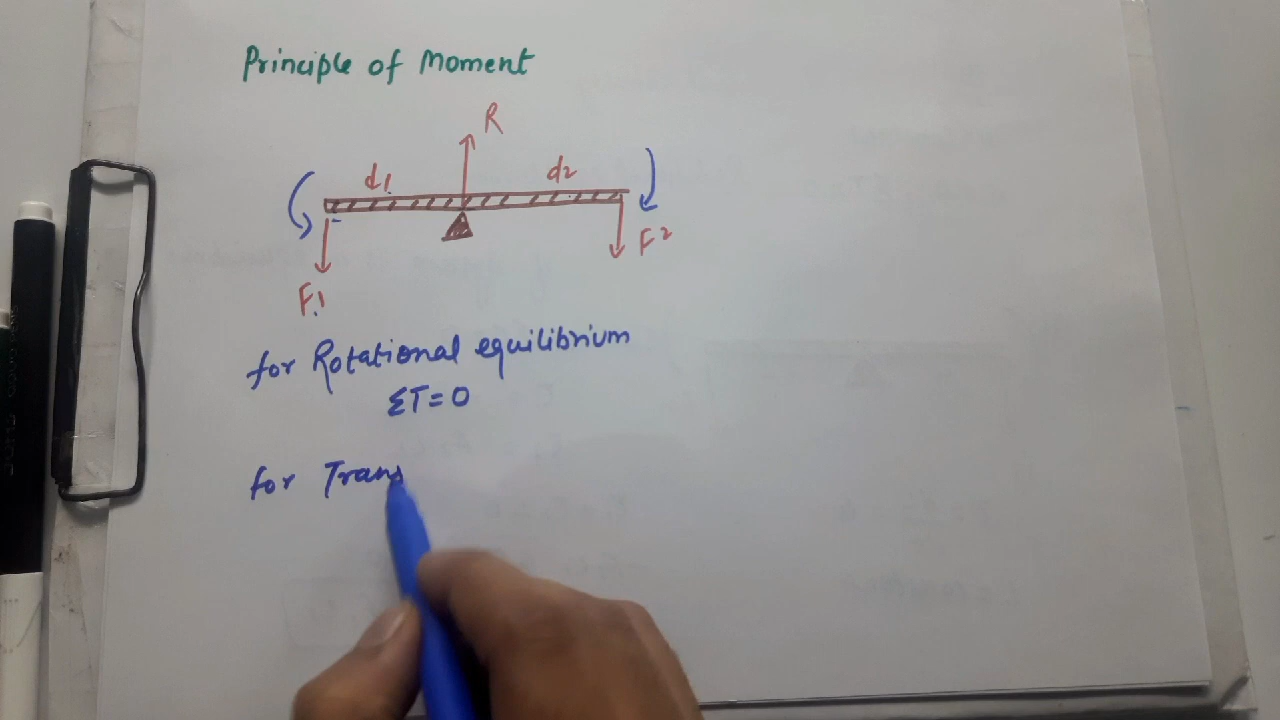 Principle of Moment
R
d1
d2
F1
F2
for Rotational equilibrium
ΣT=0
for Trans